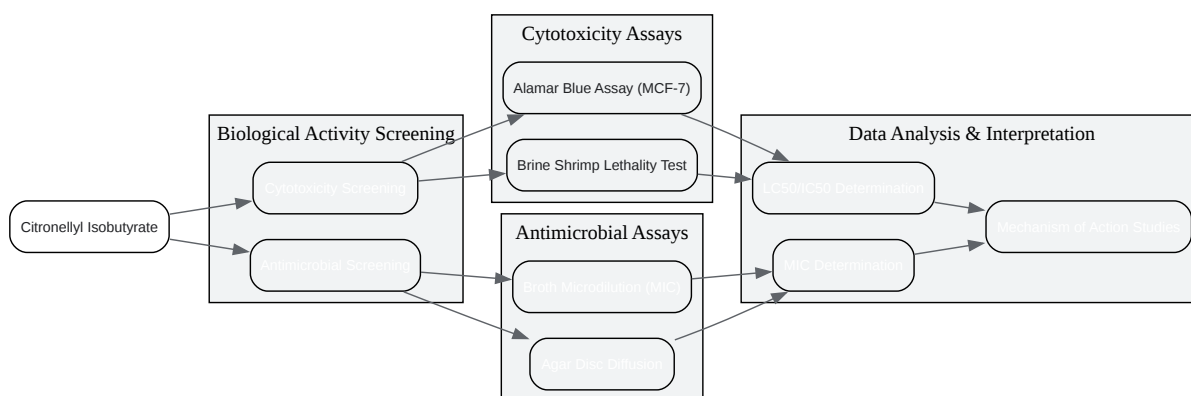 Citronellyl Isobutyrate
Biological Activity Screening
Cytotoxicity Screening
Antimicrobial Screening
Cytotoxicity Assays
Alamar Blue Assay (MCF-7)
Brine Shrimp Lethality Test
Antimicrobial Assays
Broth Microdilution (MIC)
Agar Disc Diffusion
Data Analysis & Interpretation
LC50/IC50 Determination
MIC Determination
Mechanism of Action Studies